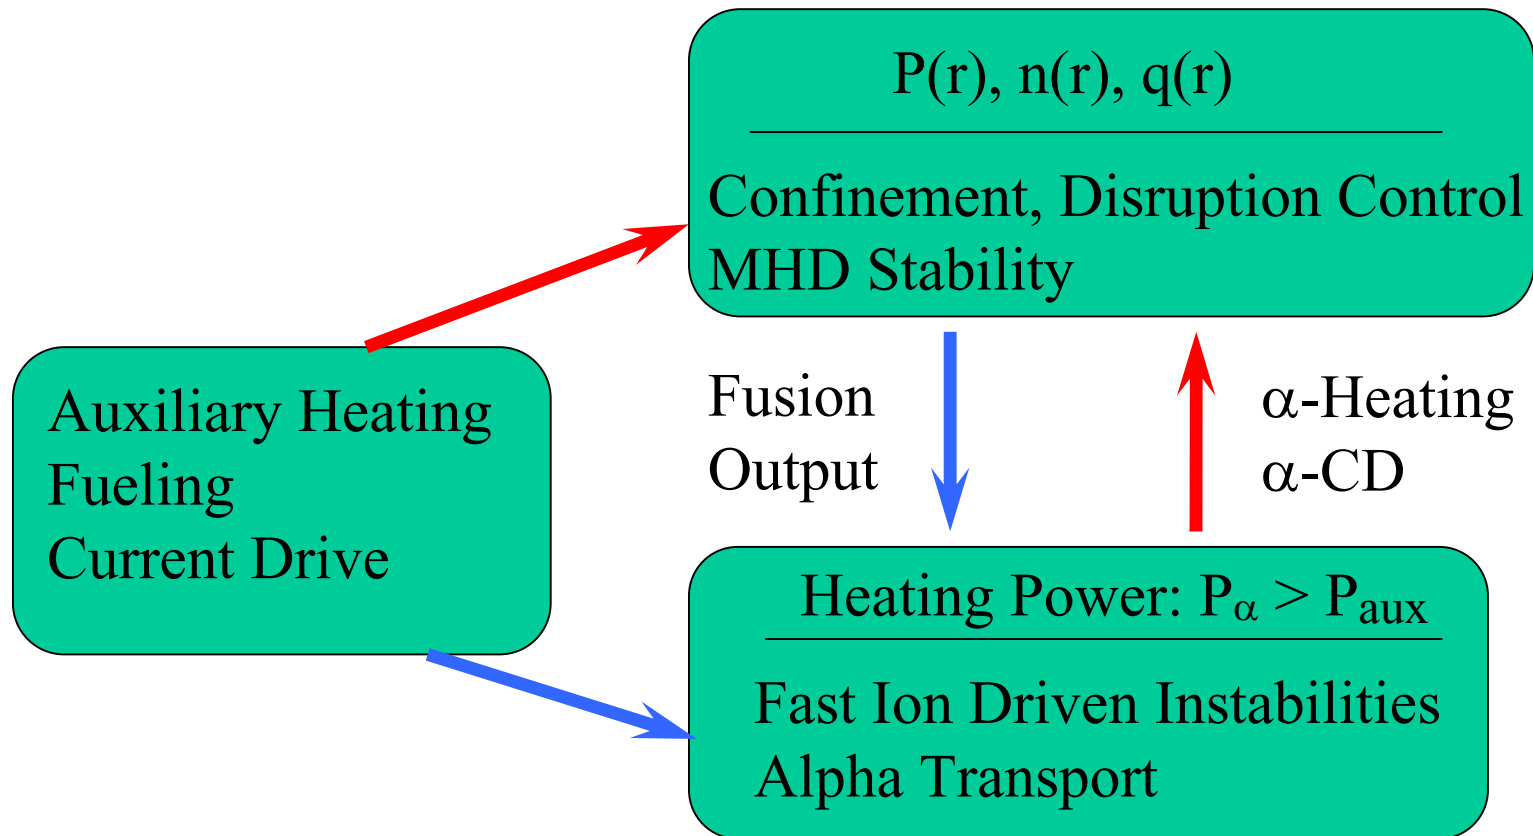 P(r), n(r), q(r)
Confinement, Disruption Control
MHD Stability
Auxiliary Heating
Fueling
Current Drive
Fusion
Output
α-Heating
α-CD
Heating Power: Pα > Paux
Fast Ion Driven Instabilities
Alpha Transport